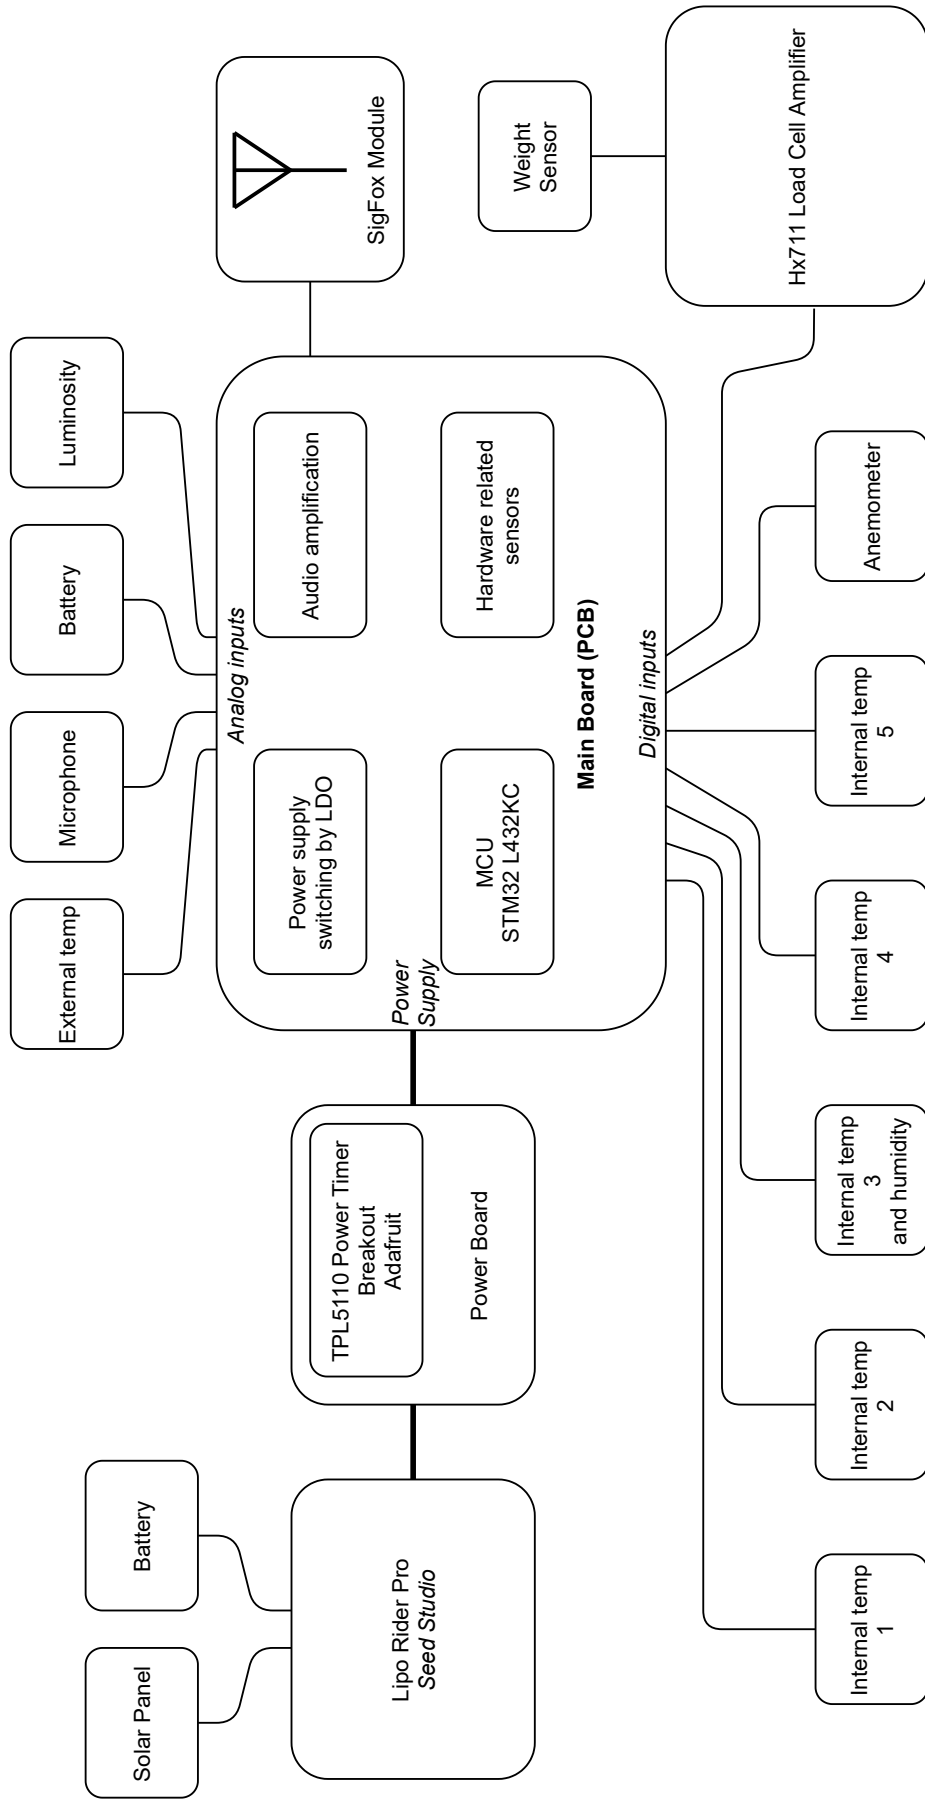 Solar Panel
Battery
External temp
Microphone
Battery
Luminosity
Lipo Rider Pro
Seed Studio
TPL5110 Power Timer
Breakout
Adafruit
Power Board
Power
Supply
Analog inputs
Power supply
switching by LDO
Audio amplification
MCU
STM32 L432KC
Hardware related
sensors
Main Board (PCB)
Digital inputs
SigFox Module
Weight
Sensor
Hx711 Load Cell Amplifier
Internal temp
1
Internal temp
2
Internal temp
3
and humidity
Internal temp
4
Internal temp
5
Anemometer